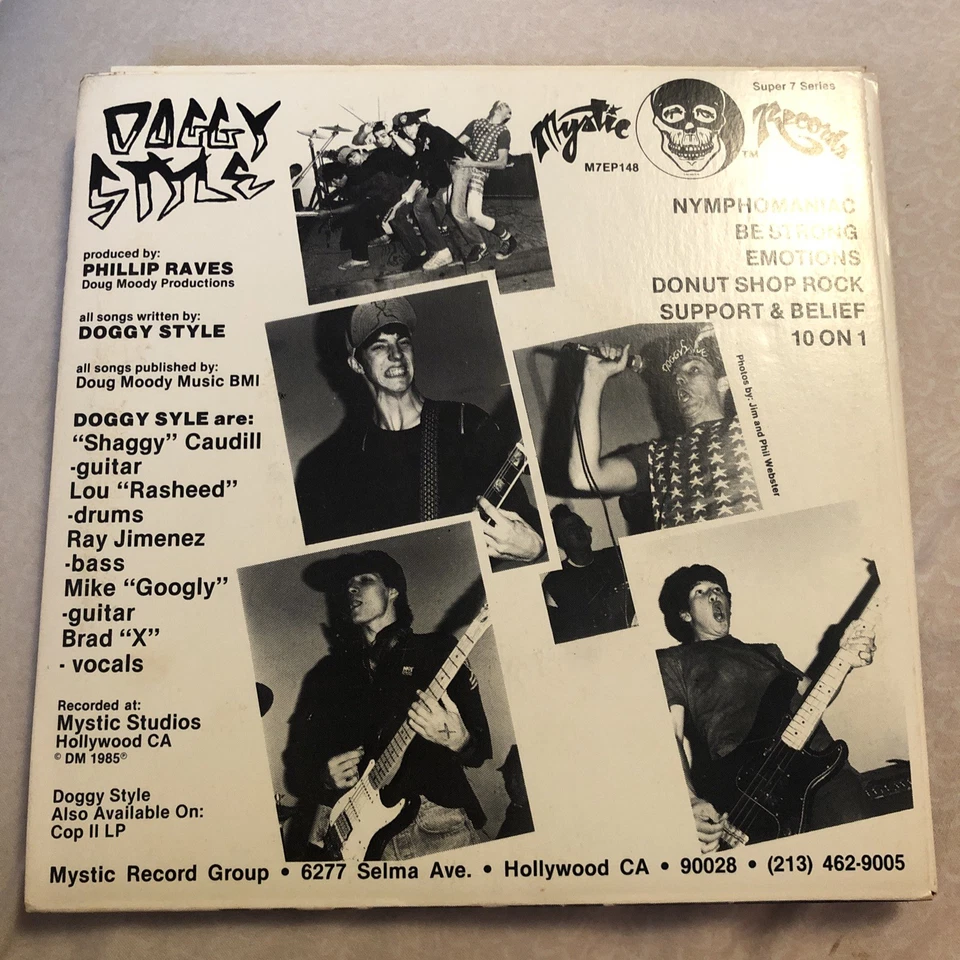 DOGGY
STYLE
produced by:
PHILLIP RAVES
Doug Moody Productions
all songs written by:
DOGGY STYLE
all songs published by:
Doug Moody Music BMI
DOGGY SYLE are:
“Shaggy” Caudill
-guitar
Lou “Rasheed”
-drums
Ray Jimenez
-bass
Mike “Googly”
-guitar
Brad “X”
- vocals
Recorded at:
Mystic Studios
Hollywood CA
© DM 1985℗
Doggy Style
Also Available On:
Cop II LP
Super 7 Series
Mystic Records
TM
M7EP148
NYMPHOMANIAC
BE STRONG
EMOTIONS
DONUT SHOP ROCK
SUPPORT & BELIEF
10 ON 1
Photos by: Jim and Phil Webster
Mystic Record Group • 6277 Selma Ave. • Hollywood CA • 90028 • (213) 462-9005